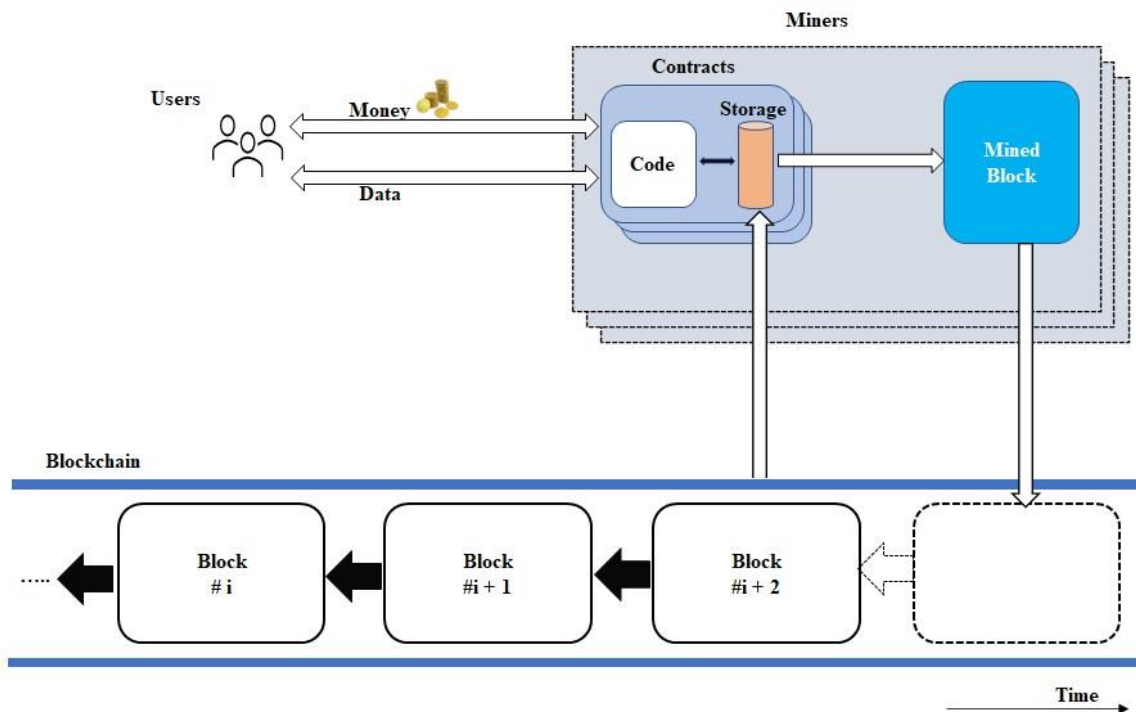 Miners
Contracts
Users
Money
Storage
Code
Mined
Block
Data
Blockchain
.....
Block
# i
Block
#i + 1
Block
#i + 2
Time